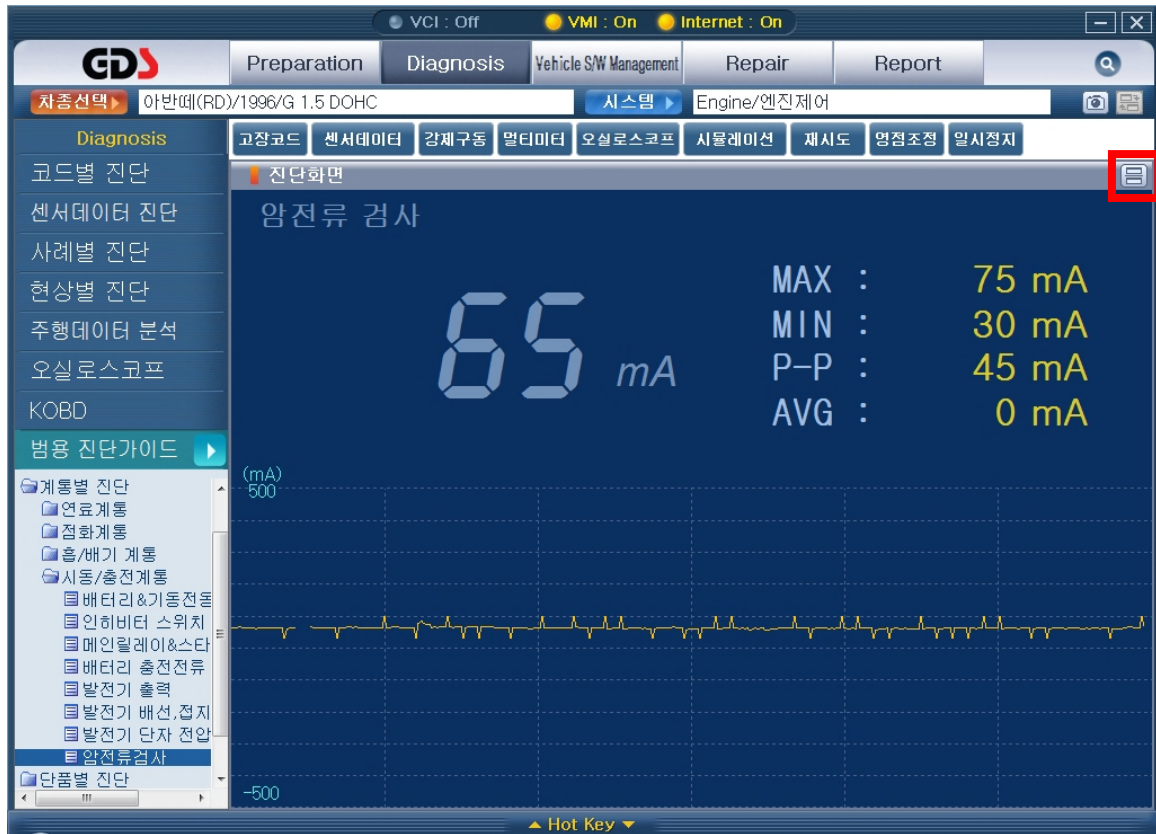 VCI : Off VMI : On Internet : On
GDS Preparation Diagnosis Vehicle S/W Management Repair Report
차종선택 아반떼(RD)/1996/G 1.5 DOHC 시스템 Engine/엔진제어
Diagnosis
고장코드 센서데이터 강제구동 멀티미터 오실로스코프 시뮬레이션 재시도 영점조정 일시정지
코드별 진단
센서데이터 진단
사례별 진단
현상별 진단
주행데이터 분석
오실로스코프
KOBD
범용 진단가이드
계통별 진단
연료계통
점화계통
흡/배기 계통
시동/충전계통
배터리&기동전동
인히비터 스위치
메인릴레이&스타
배터리 충전전류
발전기 출력
발전기 배선,접지
발전기 단자 전압
암전류검사
단품별 진단
진단화면
암전류 검사
65 mA
MAX : 75 mA
MIN : 30 mA
P-P : 45 mA
AVG : 0 mA
(mA)
500
-500
Hot Key